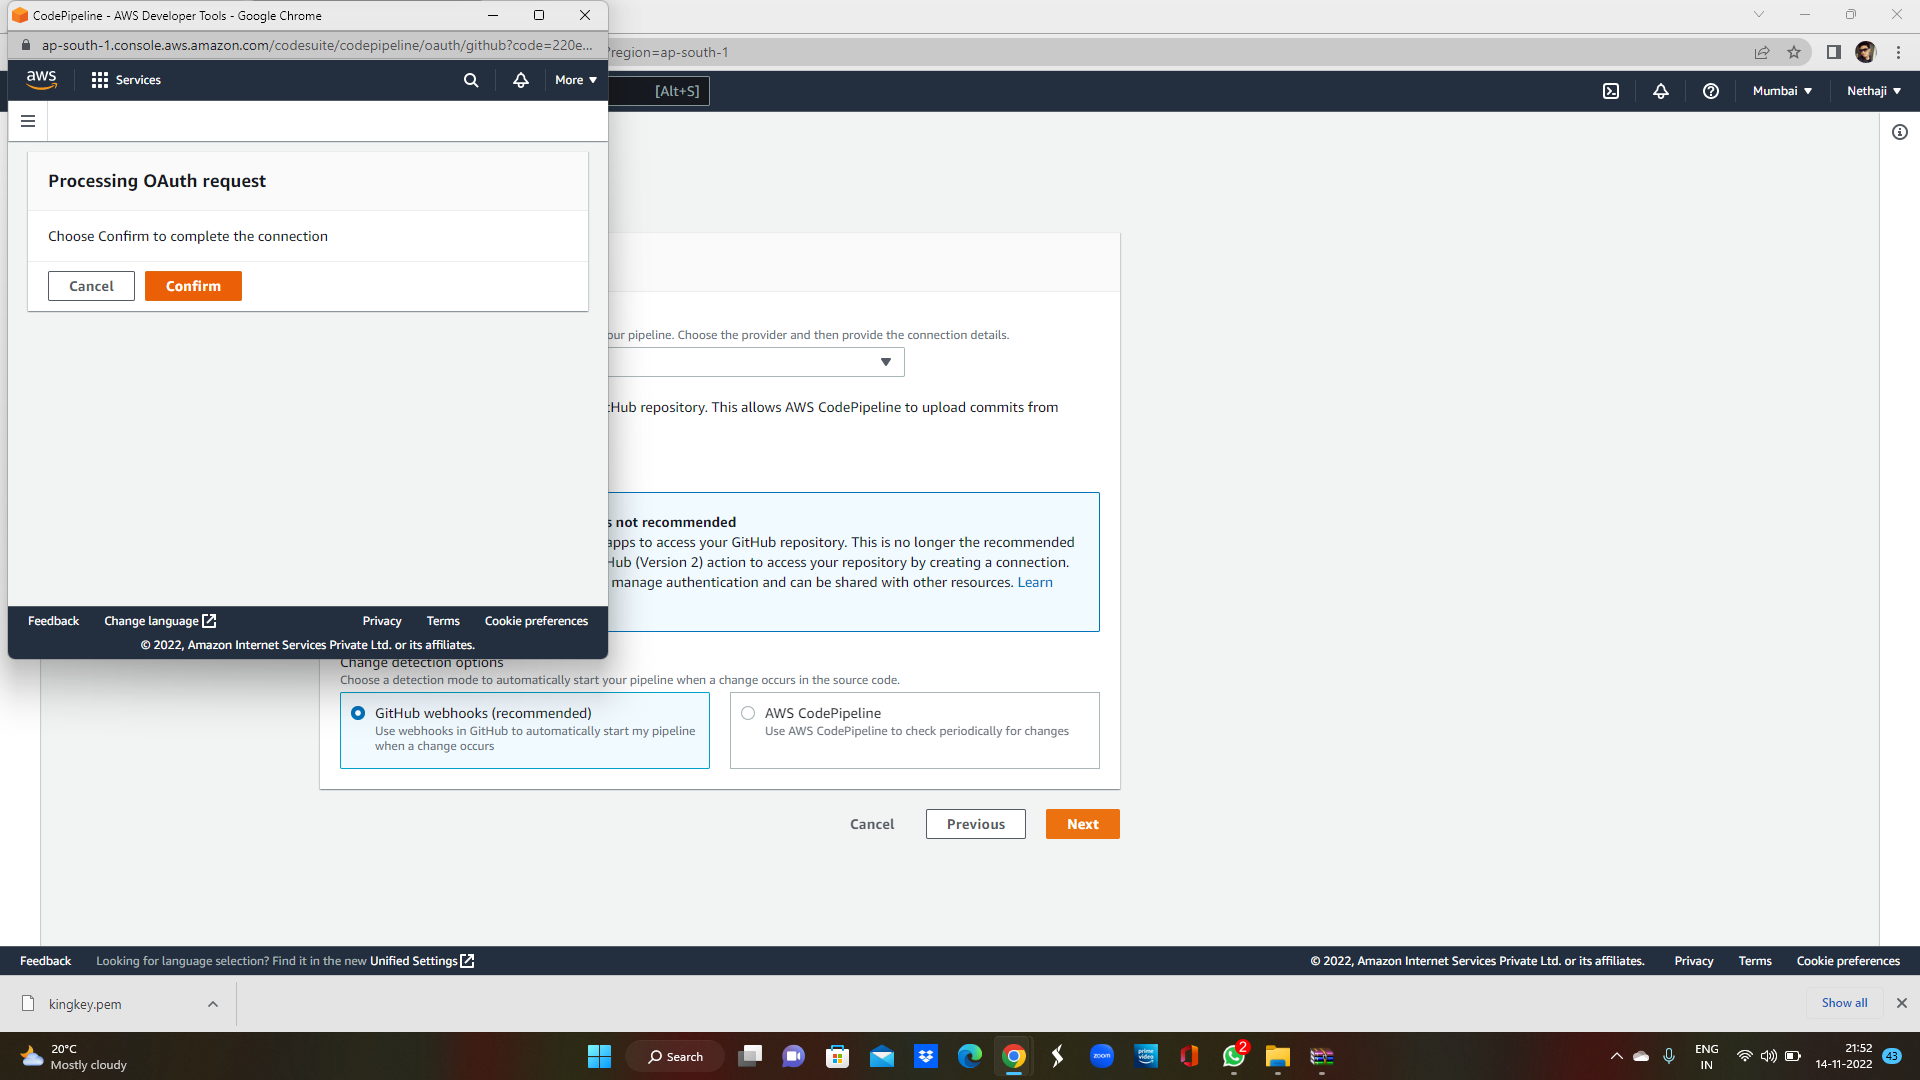 CodePipeline - AWS Developer Tools - Google Chrome
ap-south-1.console.aws.amazon.com/codesuite/codepipeline/oauth/github?code=220e...
?region=ap-south-1
aws
Services
More
[Alt+S]
Mumbai
Nethaji
Processing OAuth request
Choose Confirm to complete the connection
Cancel
Confirm
our pipeline. Choose the provider and then provide the connection details.
tHub repository. This allows AWS CodePipeline to upload commits from
s not recommended
apps to access your GitHub repository. This is no longer the recommended
Hub (Version 2) action to access your repository by creating a connection.
manage authentication and can be shared with other resources. Learn
Feedback
Change language
Privacy
Terms
Cookie preferences
© 2022, Amazon Internet Services Private Ltd. or its affiliates.
Change detection options
Choose a detection mode to automatically start your pipeline when a change occurs in the source code.
GitHub webhooks (recommended)
Use webhooks in GitHub to automatically start my pipeline
when a change occurs
AWS CodePipeline
Use AWS CodePipeline to check periodically for changes
Cancel
Previous
Next
Feedback
Looking for language selection? Find it in the new Unified Settings
© 2022, Amazon Internet Services Private Ltd. or its affiliates.
Privacy
Terms
Cookie preferences
kingkey.pem
Show all
20°C
Mostly cloudy
Search
zoom
prime
video
2
ENG
IN
21:52
14-11-2022
43